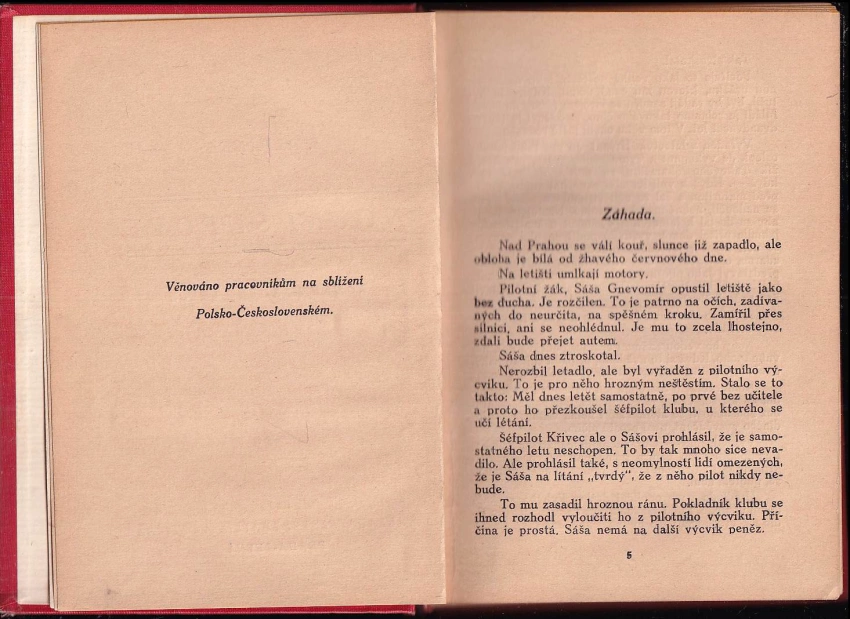 Věnováno pracovníkům na sblížení
Polsko-Československém.
Záhada.
Nad Prahou se válí kouř, slunce již zapadlo, ale
obloha je bílá od žhavého červnového dne.
Na letišti umlkají motory.
Pilotní žák, Sáša Gnevomír opustil letiště jako
bez ducha. Je rozčilen. To je patrno na očích, zadíva-
ných do neurčita, na spěšném kroku. Zamířil přes
silnici, ani se neohlédnul. Je mu to zcela lhostejno,
zdali bude přejet autem.
Sáša dnes ztroskotal.
Nerozbil letadlo, ale byl vyřaděn z pilotního vý-
cviku. To je pro něho hrozným neštěstím. Stalo se to
takto: Měl dnes letět samostatně, po prvé bez učitele
a proto ho přezkoušel šéfpilot klubu, u kterého se
učí létání.
Šéfpilot Křivec ale o Sášovi prohlásil, že je samo-
statného letu neschopen. To by tak mnoho sice neva-
dilo. Ale prohlásil také, s neomylností lidí omezených,
že je Sáša na lítání „tvrdý“, že z něho pilot nikdy ne-
bude.
To mu zasadil hroznou ránu. Pokladník klubu se
ihned rozhodl vyloučiti ho z pilotního výcviku. Pří-
čina je prostá. Sáša nemá na další výcvik peněz.
5